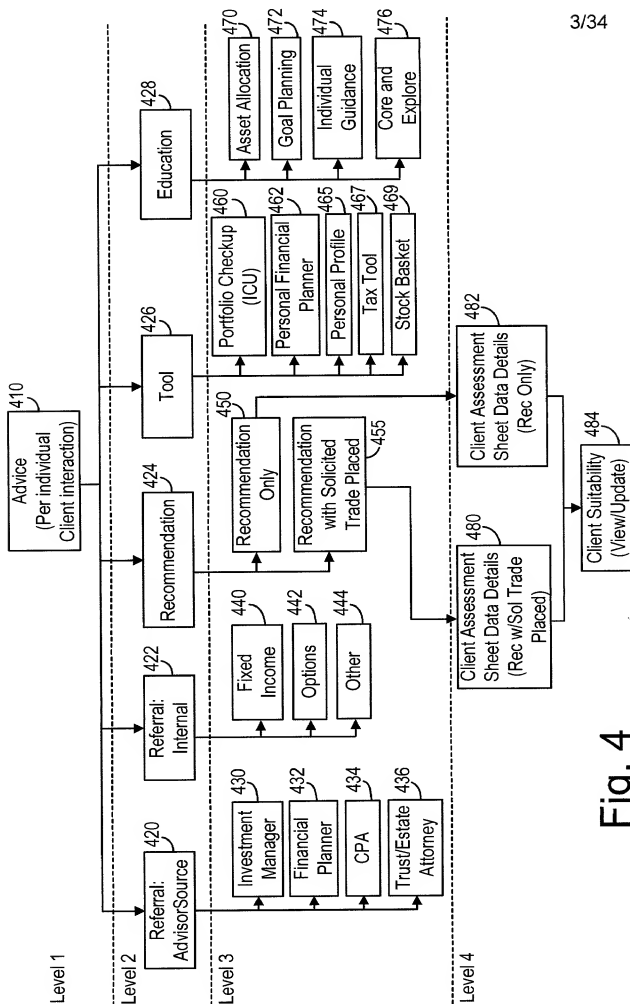 3/34
Level 1
410
Advice
(Per individual
Client interaction)
Level 2
420
Referral:
AdvisorSource
422
Referral:
Internal
424
Recommendation
426
Tool
428
Education
Level 3
430
Investment
Manager
432
Financial
Planner
434
CPA
436
Trust/Estate
Attorney
440
Fixed
Income
442
Options
444
Other
450
Recommendation
Only
455
Recommendation
with Solicited
Trade Placed
460
Portfolio Checkup
(ICU)
462
Personal Financial
Planner
465
Personal Profile
467
Tax Tool
469
Stock Basket
470
Asset Allocation
472
Goal Planning
474
Individual
Guidance
476
Core and
Explore
Level 4
480
Client Assessment
Sheet Data Details
(Rec w/Sol Trade
Placed)
482
Client Assessment
Sheet Data Details
(Rec Only)
484
Client Suitability
(View/Update)
Fig. 4